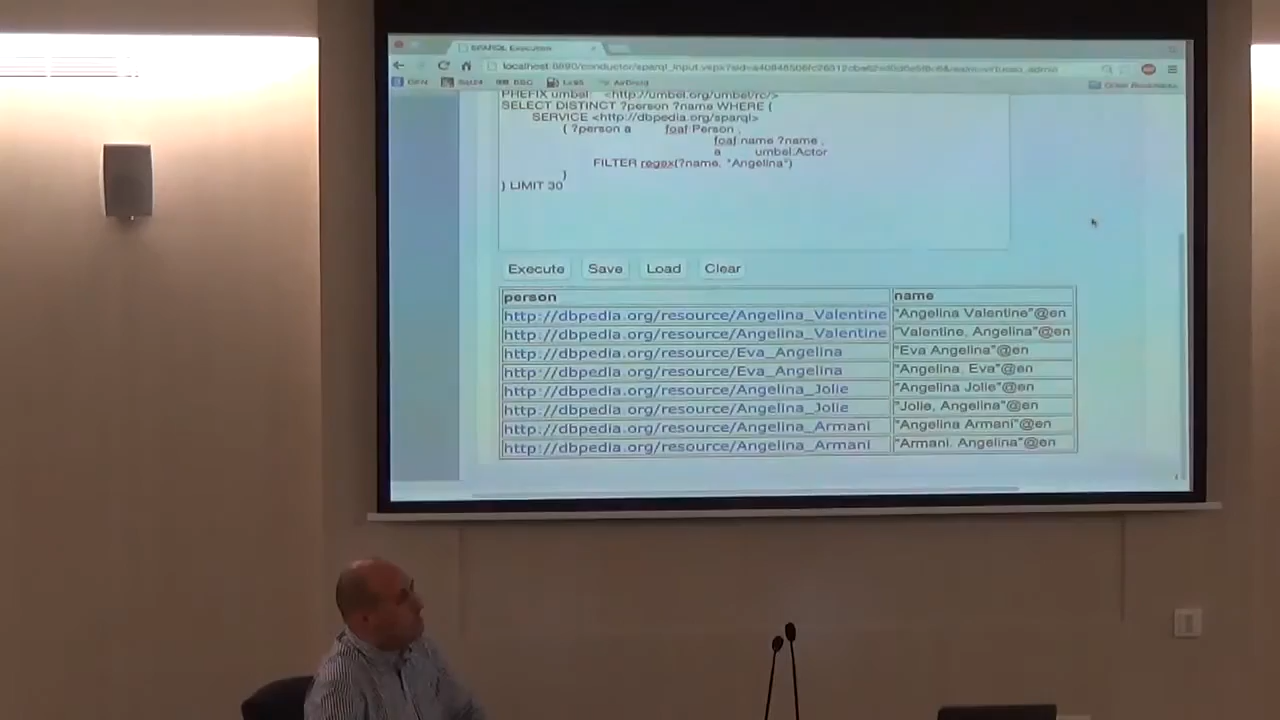 SPARQL Execution
PREFIX umbel <http://umbel.org/umbel/rc/>
SELECT DISTINCT ?person ?name WHERE {
SERVICE <http://dbpedia.org/sparql>
{ ?person a foaf:Person ;
foaf:name ?name ;
a umbel:Actor
FILTER regex(?name, "Angelina")
}
} LIMIT 30
Execute Save Load Clear
person name
http://dbpedia.org/resource/Angelina_Valentine "Angelina Valentine"@en
http://dbpedia.org/resource/Angelina_Valentine "Valentine, Angelina"@en
http://dbpedia.org/resource/Eva_Angelina "Eva Angelina"@en
http://dbpedia.org/resource/Eva_Angelina "Angelina, Eva"@en
http://dbpedia.org/resource/Angelina_Jolie "Angelina Jolie"@en
http://dbpedia.org/resource/Angelina_Jolie "Jolie, Angelina"@en
http://dbpedia.org/resource/Angelina_Armani "Angelina Armani"@en
http://dbpedia.org/resource/Angelina_Armani "Armani, Angelina"@en